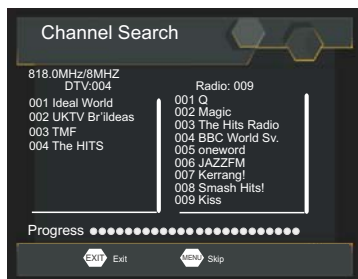 Channel Search
818.0MHz/8MHZ
DTV:004
001 Ideal World
002 UKTV Br'ildeas
003 TMF
004 The HITS
Radio: 009
001 Q
002 Magic
003 The Hits Radio
004 BBC World Sv.
005 oneword
006 JAZZFM
007 Kerrang!
008 Smash Hits!
009 Kiss
Progress
EXIT Exit
MENU Skip